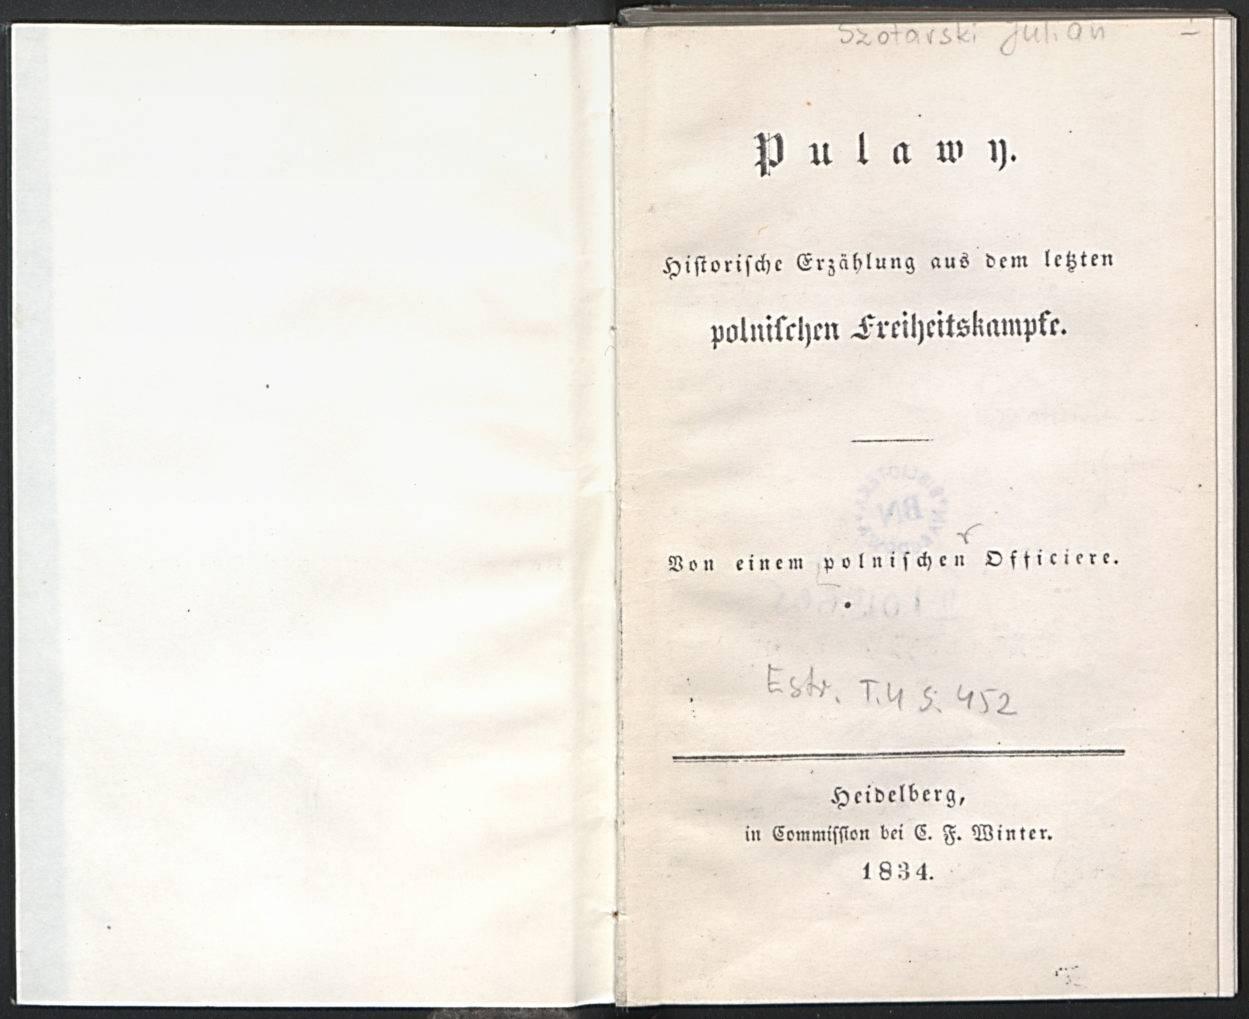 Szotarski Julian
Pulawy.
Hiſtoriſche Erzählung aus dem letzten
polniſchen Freiheitskampfe.
Von einem polniſchen Officiere.
Estr. T.4 S. 452
Heidelberg,
in Commiſſion bei C. F. Winter.
1834.